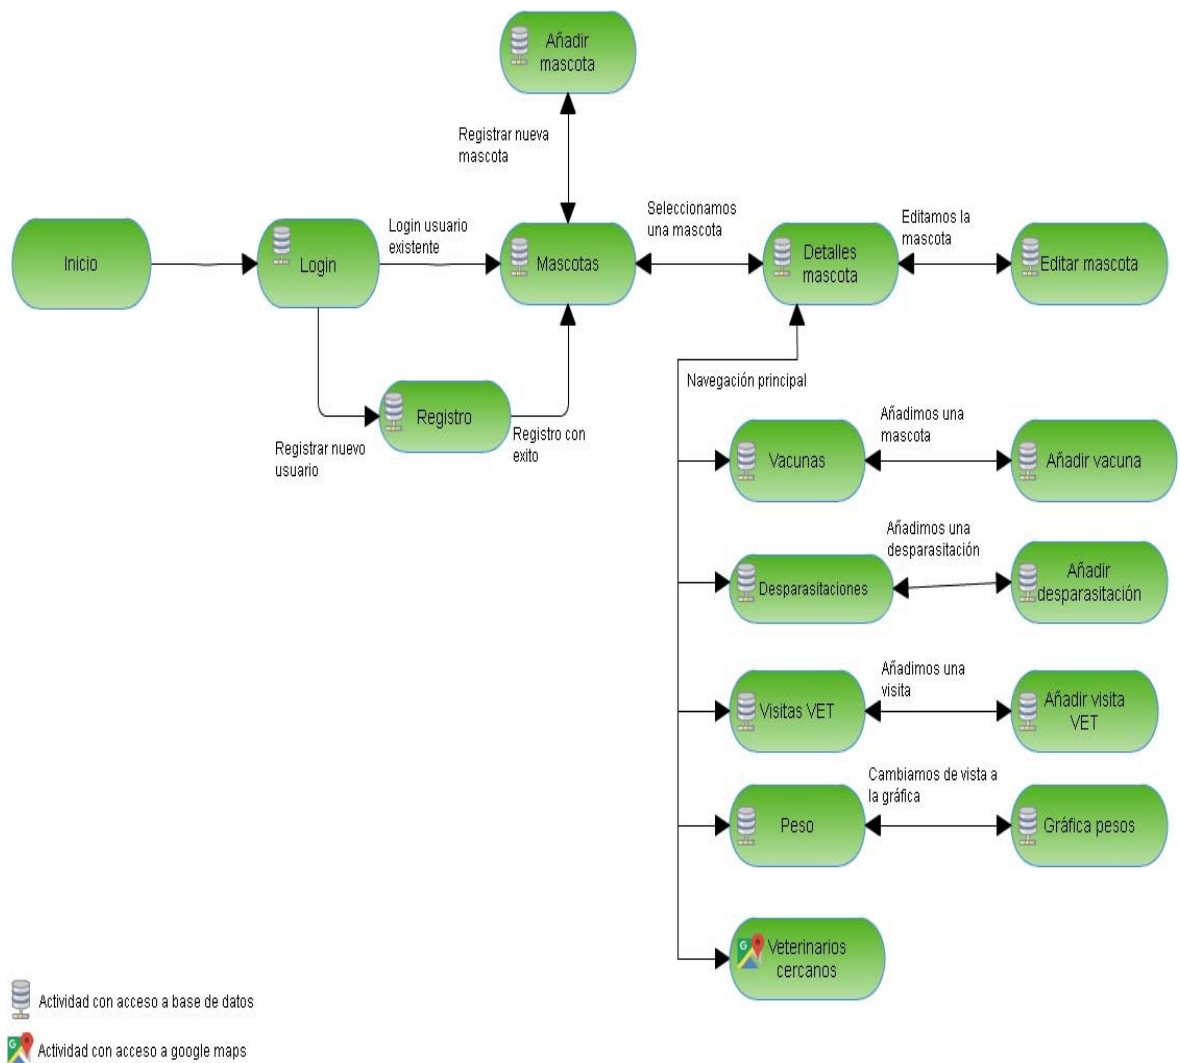 Añadir
mascota
Registrar nueva
mascota
Inicio
Login
Login usuario
existente
Mascotas
Seleccionamos
una mascota
Detalles
mascota
Editamos la
mascota
Editar mascota
Registrar nuevo
usuario
Registro
Registro con
exito
Navegación principal
Vacunas
Añadimos una
mascota
Añadir vacuna
Desparasitaciones
Añadimos una
desparasitación
Añadir
desparasitación
Visitas VET
Añadimos una
visita
Añadir visita
VET
Peso
Cambiamos de vista a
la gráfica
Gráfica pesos
G
Veterinarios
cercanos
Actividad con acceso a base de datos
G
Actividad con acceso a google maps